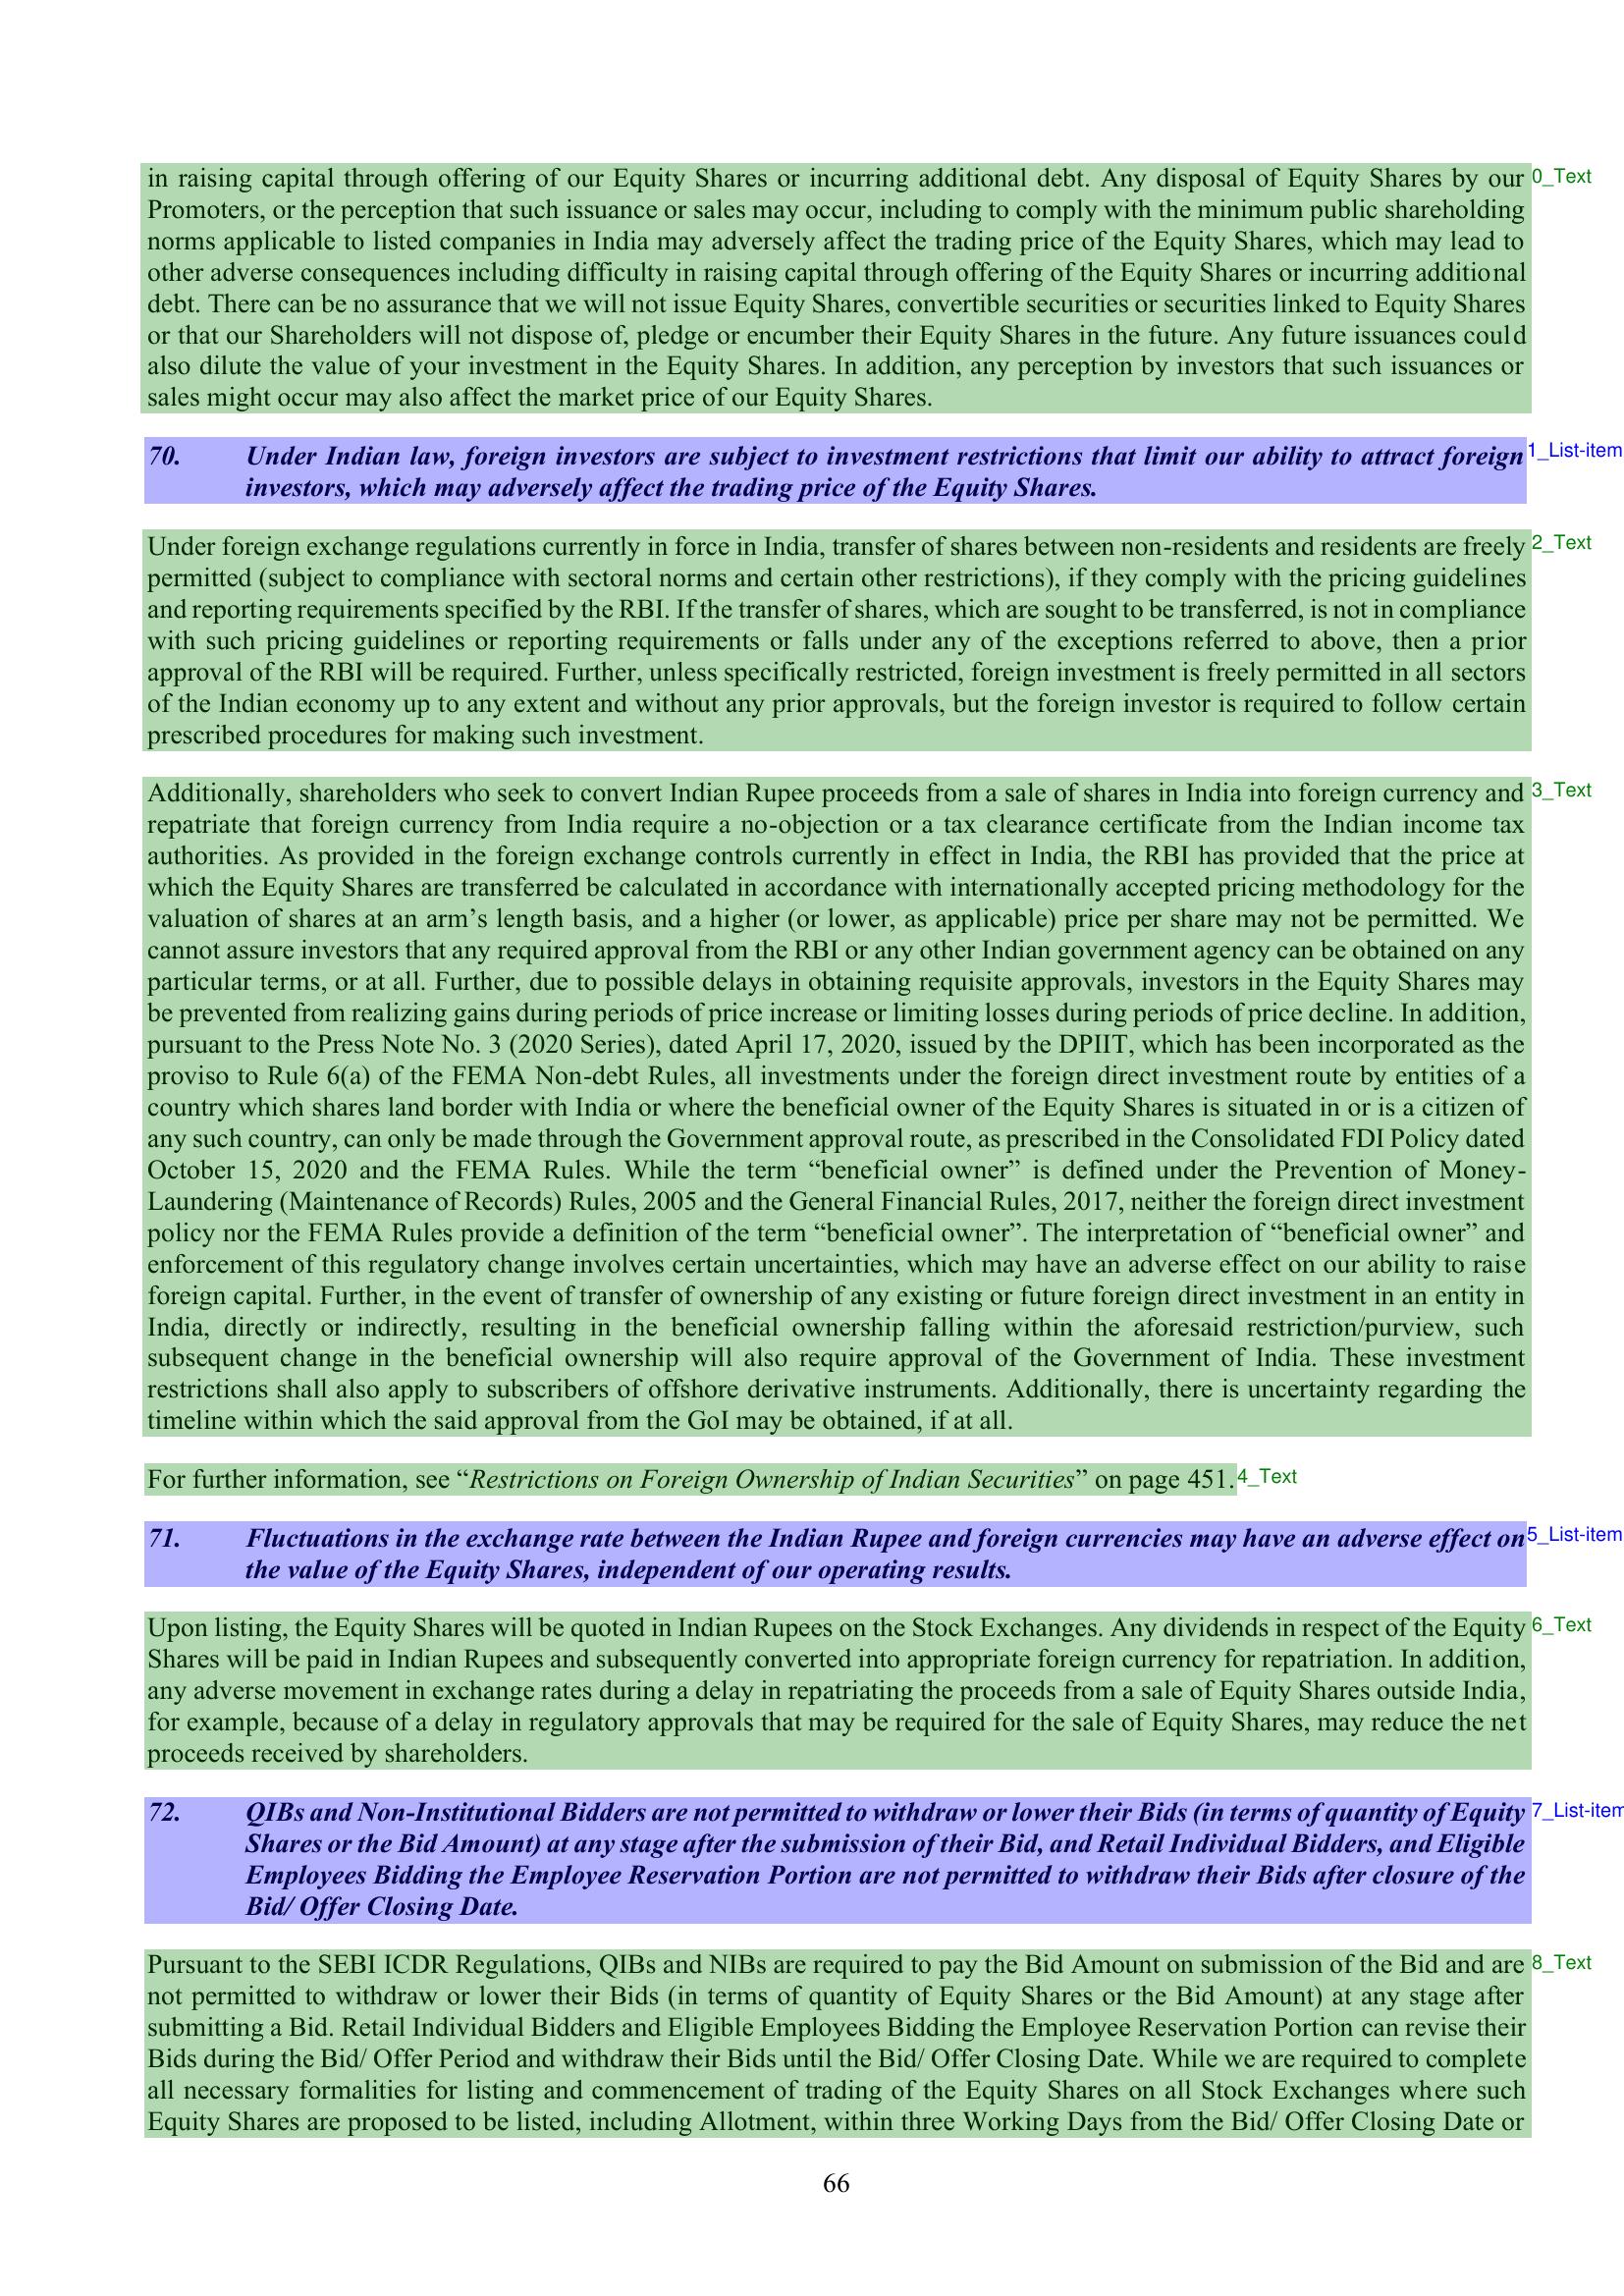 in raising capital through offering of our Equity Shares or incurring additional debt. Any disposal of Equity Shares by our 0_Text
Promoters, or the perception that such issuance or sales may occur, including to comply with the minimum public shareholding
norms applicable to listed companies in India may adversely affect the trading price of the Equity Shares, which may lead to
other adverse consequences including difficulty in raising capital through offering of the Equity Shares or incurring additional
debt. There can be no assurance that we will not issue Equity Shares, convertible securities or securities linked to Equity Shares
or that our Shareholders will not dispose of, pledge or encumber their Equity Shares in the future. Any future issuances could
also dilute the value of your investment in the Equity Shares. In addition, any perception by investors that such issuances or
sales might occur may also affect the market price of our Equity Shares.
70. Under Indian law, foreign investors are subject to investment restrictions that limit our ability to attract foreign 1_List-item
investors, which may adversely affect the trading price of the Equity Shares.
Under foreign exchange regulations currently in force in India, transfer of shares between non-residents and residents are freely 2_Text
permitted (subject to compliance with sectoral norms and certain other restrictions), if they comply with the pricing guidelines
and reporting requirements specified by the RBI. If the transfer of shares, which are sought to be transferred, is not in compliance
with such pricing guidelines or reporting requirements or falls under any of the exceptions referred to above, then a prior
approval of the RBI will be required. Further, unless specifically restricted, foreign investment is freely permitted in all sectors
of the Indian economy up to any extent and without any prior approvals, but the foreign investor is required to follow certain
prescribed procedures for making such investment.
Additionally, shareholders who seek to convert Indian Rupee proceeds from a sale of shares in India into foreign currency and 3_Text
repatriate that foreign currency from India require a no-objection or a tax clearance certificate from the Indian income tax
authorities. As provided in the foreign exchange controls currently in effect in India, the RBI has provided that the price at
which the Equity Shares are transferred be calculated in accordance with internationally accepted pricing methodology for the
valuation of shares at an arm’s length basis, and a higher (or lower, as applicable) price per share may not be permitted. We
cannot assure investors that any required approval from the RBI or any other Indian government agency can be obtained on any
particular terms, or at all. Further, due to possible delays in obtaining requisite approvals, investors in the Equity Shares may
be prevented from realizing gains during periods of price increase or limiting losses during periods of price decline. In addition,
pursuant to the Press Note No. 3 (2020 Series), dated April 17, 2020, issued by the DPIIT, which has been incorporated as the
proviso to Rule 6(a) of the FEMA Non-debt Rules, all investments under the foreign direct investment route by entities of a
country which shares land border with India or where the beneficial owner of the Equity Shares is situated in or is a citizen of
any such country, can only be made through the Government approval route, as prescribed in the Consolidated FDI Policy dated
October 15, 2020 and the FEMA Rules. While the term “beneficial owner” is defined under the Prevention of Money-
Laundering (Maintenance of Records) Rules, 2005 and the General Financial Rules, 2017, neither the foreign direct investment
policy nor the FEMA Rules provide a definition of the term “beneficial owner”. The interpretation of “beneficial owner” and
enforcement of this regulatory change involves certain uncertainties, which may have an adverse effect on our ability to raise
foreign capital. Further, in the event of transfer of ownership of any existing or future foreign direct investment in an entity in
India, directly or indirectly, resulting in the beneficial ownership falling within the aforesaid restriction/purview, such
subsequent change in the beneficial ownership will also require approval of the Government of India. These investment
restrictions shall also apply to subscribers of offshore derivative instruments. Additionally, there is uncertainty regarding the
timeline within which the said approval from the GoI may be obtained, if at all.
For further information, see “Restrictions on Foreign Ownership of Indian Securities” on page 451. 4_Text
71. Fluctuations in the exchange rate between the Indian Rupee and foreign currencies may have an adverse effect on 5_List-item
the value of the Equity Shares, independent of our operating results.
Upon listing, the Equity Shares will be quoted in Indian Rupees on the Stock Exchanges. Any dividends in respect of the Equity 6_Text
Shares will be paid in Indian Rupees and subsequently converted into appropriate foreign currency for repatriation. In addition,
any adverse movement in exchange rates during a delay in repatriating the proceeds from a sale of Equity Shares outside India,
for example, because of a delay in regulatory approvals that may be required for the sale of Equity Shares, may reduce the net
proceeds received by shareholders.
72. QIBs and Non-Institutional Bidders are not permitted to withdraw or lower their Bids (in terms of quantity of Equity 7_List-item
Shares or the Bid Amount) at any stage after the submission of their Bid, and Retail Individual Bidders, and Eligible
Employees Bidding the Employee Reservation Portion are not permitted to withdraw their Bids after closure of the
Bid/ Offer Closing Date.
Pursuant to the SEBI ICDR Regulations, QIBs and NIBs are required to pay the Bid Amount on submission of the Bid and are 8_Text
not permitted to withdraw or lower their Bids (in terms of quantity of Equity Shares or the Bid Amount) at any stage after
submitting a Bid. Retail Individual Bidders and Eligible Employees Bidding the Employee Reservation Portion can revise their
Bids during the Bid/ Offer Period and withdraw their Bids until the Bid/ Offer Closing Date. While we are required to complete
all necessary formalities for listing and commencement of trading of the Equity Shares on all Stock Exchanges where such
Equity Shares are proposed to be listed, including Allotment, within three Working Days from the Bid/ Offer Closing Date or
66